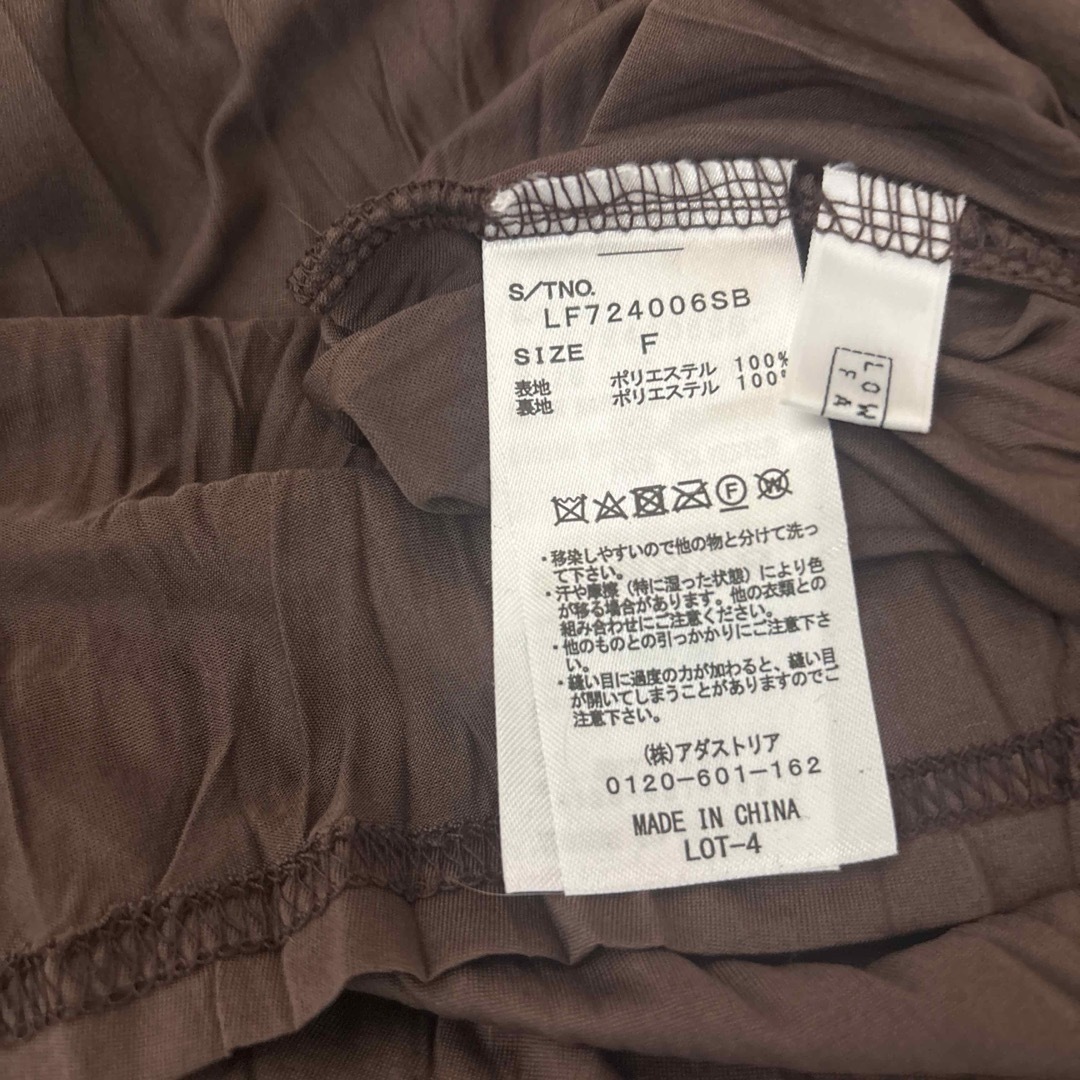 S/TNO.
LF724006SB
SIZE F
表地 ポリエステル 100%
裏地 ポリエステル 100%
F W
・移染しやすいので他の物と分けて洗っ
て下さい。
・汗や摩擦（特に湿った状態）により色
が移る場合があります。他の衣類との
組み合わせにご注意ください。
・他のものとの引っかかりにご注意下さ
い。
・縫い目に過度の力が加わると、縫い目
が開いてしまうことがありますのでご
注意下さい。
(株)アダストリア
0120-601-162
MADE IN CHINA
LOT-4
LOW
F A